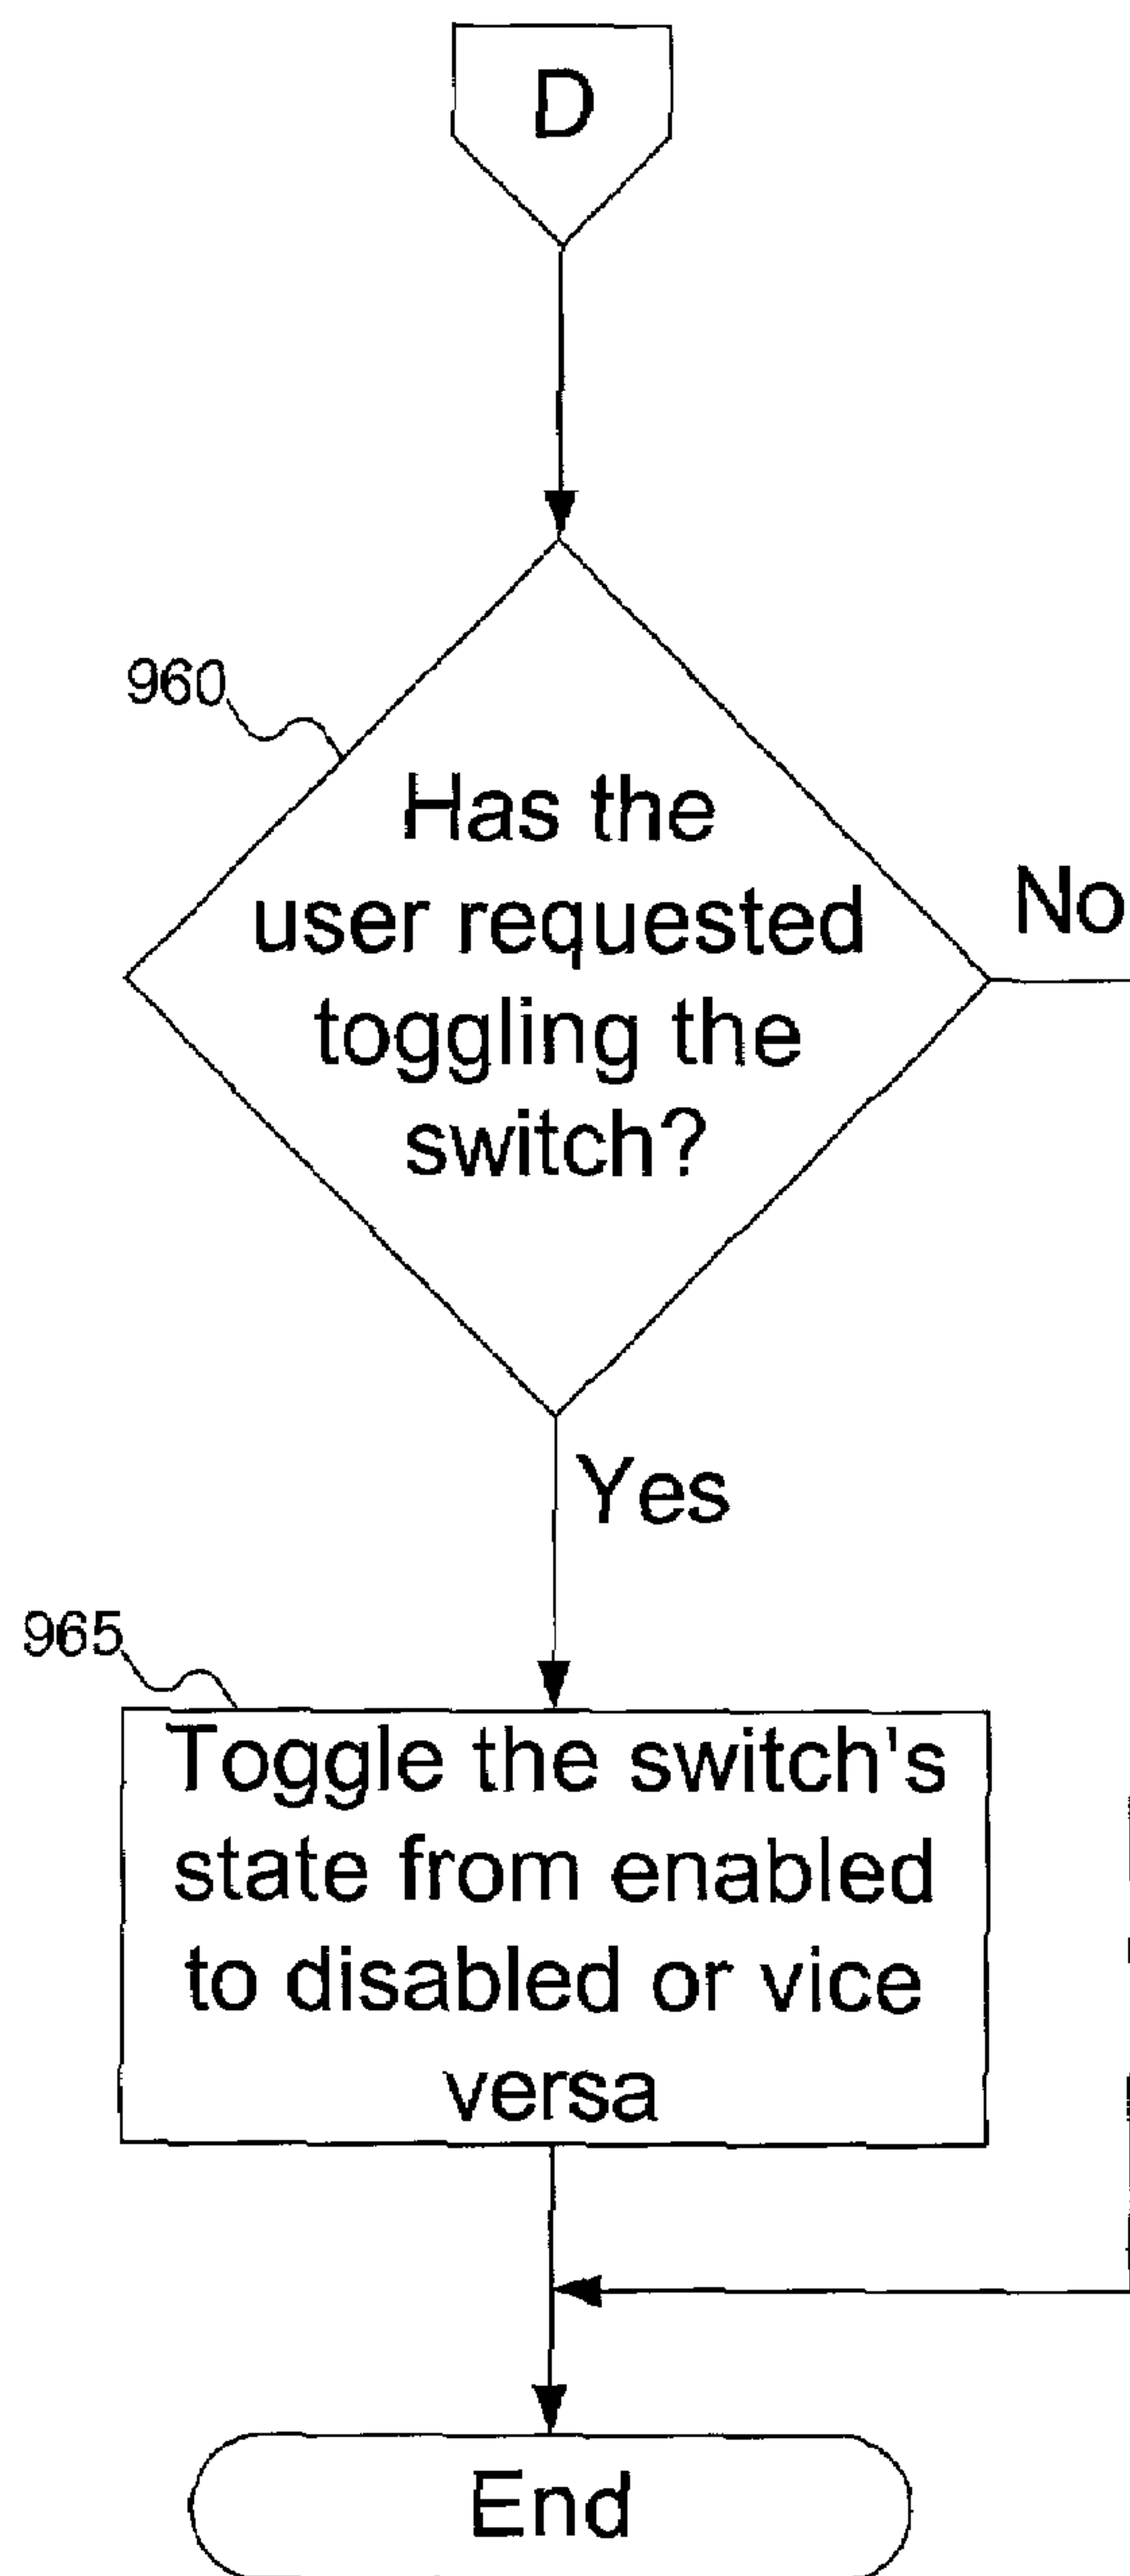 D
960
Has the
user requested
toggling the
switch?
No
Yes
965
Toggle the switch's
state from enabled
to disabled or vice
versa
End